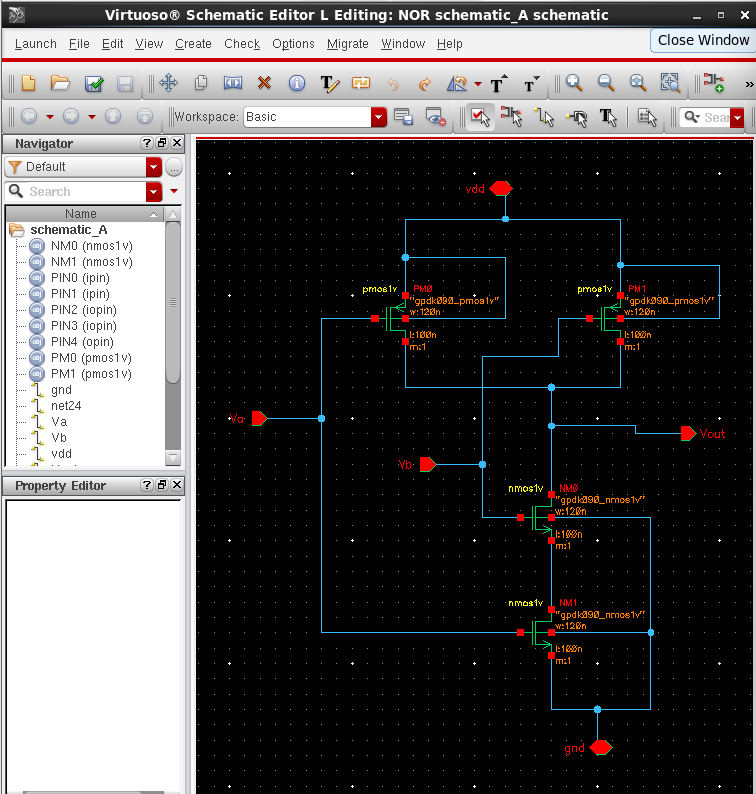 Virtuoso® Schematic Editor L Editing: NOR schematic_A schematic
Launch File Edit View Create Check Options Migrate Window Help
Close Window
Workspace: Basic
Sear
Navigator
Default
Search
Name
schematic_A
NM0 (nmos1v)
NM1 (nmos1v)
PIN0 (ipin)
PIN1 (ipin)
PIN2 (iopin)
PIN3 (iopin)
PIN4 (opin)
PM0 (pmos1v)
PM1 (pmos1v)
gnd
net24
Va
Vb
vdd
Property Editor
vdd
pmos1v PM0
"gpdk090_pmos1v"
w:120n
l:100n
m:1
pmos1v PM1
"gpdk090_pmos1v"
w:120n
l:100n
m:1
Va
Vout
Vb
nmos1v NM0
"gpdk090_nmos1v"
w:120n
l:100n
m:1
nmos1v NM1
"gpdk090_nmos1v"
w:120n
l:100n
m:1
gnd